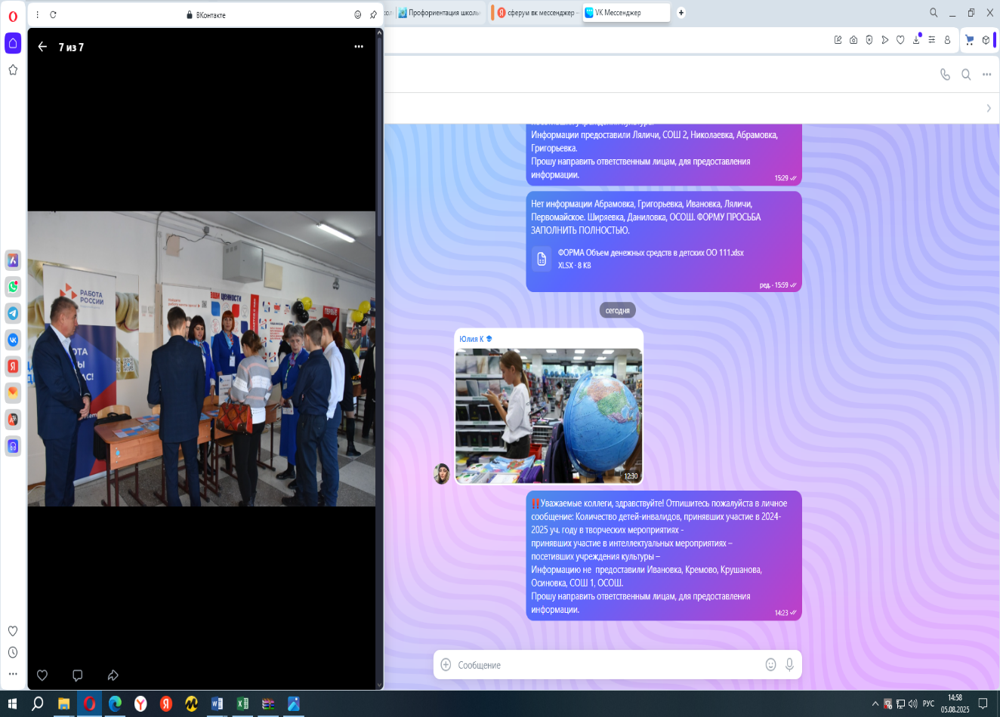 ВКонтакте
Профориентация школь
сферум вк мессенджер –
VK Мессенджер
7 из 7
РАБОТА
РОССИИ
ЦЕННОСТИ
ПЕРВЫЕ
Информации предоставили Ляличи, СОШ 2, Николаевка, Абрамовка,
Григорьевка.
Прошу направить ответственным лицам, для предоставления
информации.
15:29
Нет информации Абрамовка, Григорьевка, Ивановка, Ляличи,
Первомайское. Ширяевка, Даниловка, ОСОШ. ФОРМУ ПРОСЬБА
ЗАПОЛНИТЬ ПОЛНОСТЬЮ.
ФОРМА Объем денежных средств в детских ОО 111.xlsx
XLSX · 8 KB
ред. · 15:59
сегодня
Юлия К
12:30
‼Уважаемые коллеги, здравствуйте! Отпишитесь пожалуйста в личное
сообщение: Количество детей-инвалидов, принявших участие в 2024-
2025 уч. году в творческих мероприятиях -
принявших участие в интеллектуальных мероприятиях –
посетивших учреждения культуры –
Информацию не  предоставили Ивановка, Кремово, Крушанова,
Осиновка, СОШ 1, ОСОШ.
Прошу направить ответственным лицам, для предоставления
информации.
14:23
Сообщение
РУС
14:58
05.08.2025